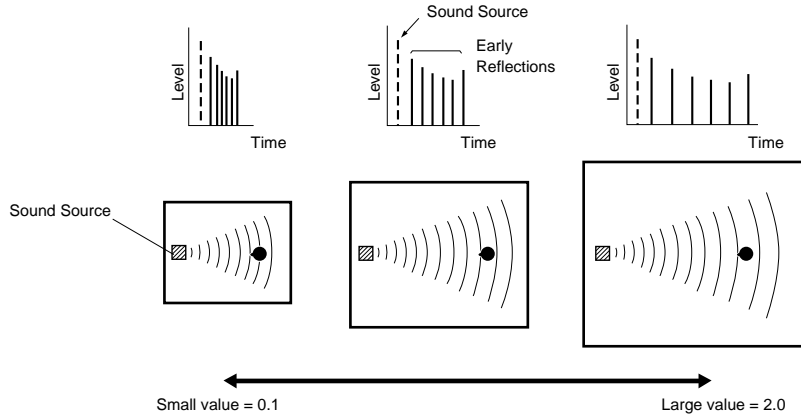 Sound Source
Level
Time
Level
Early
Reflections
Time
Level
Time
Sound Source
Small value = 0.1
Large value = 2.0